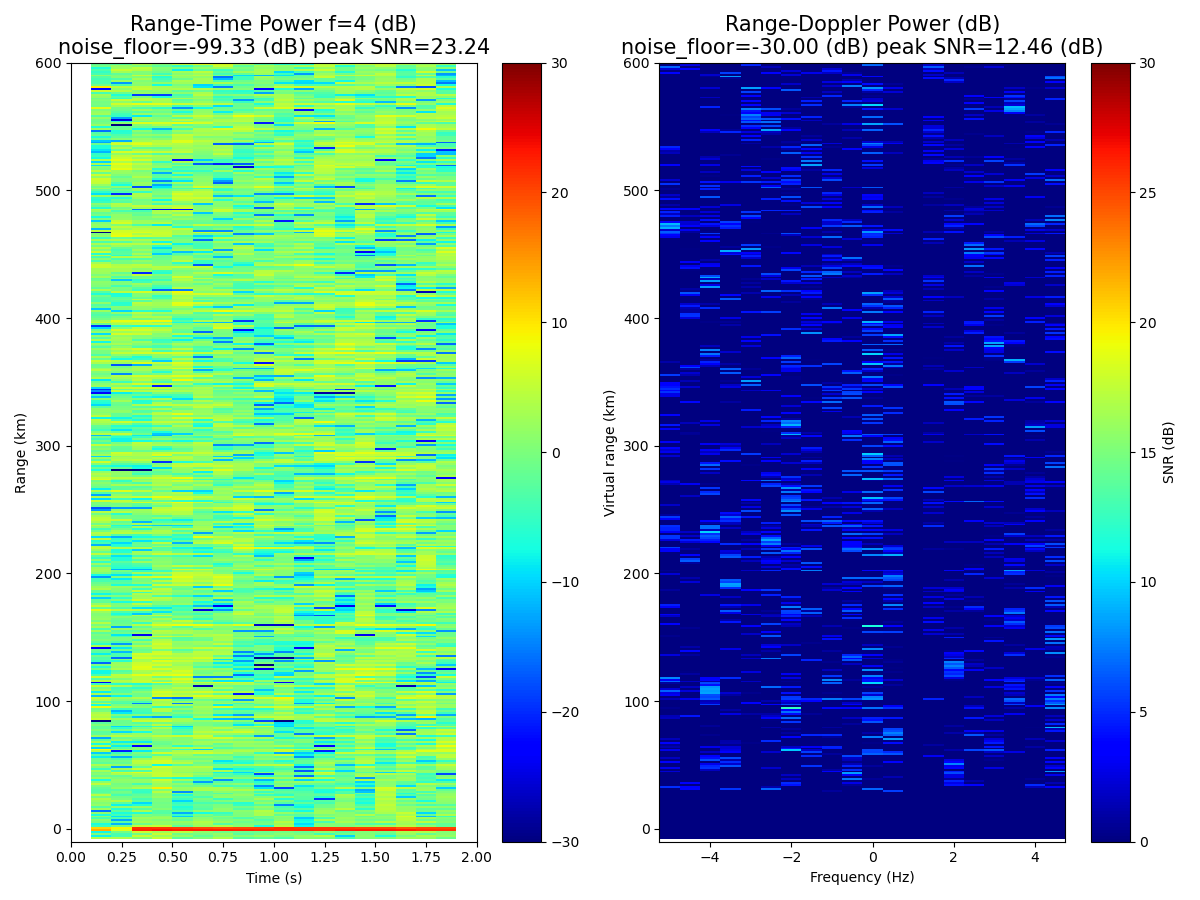 Range-Time Power f=4 (dB)
noise_floor=-99.33 (dB) peak SNR=23.24
600
500
400
300
200
100
0
Range (km)
0.00 0.25 0.50 0.75 1.00 1.25 1.50 1.75 2.00
Time (s)
30
20
10
0
−10
−20
−30
Range-Doppler Power (dB)
noise_floor=-30.00 (dB) peak SNR=12.46 (dB)
600
500
400
300
200
100
0
Virtual range (km)
−4 −2 0 2 4
Frequency (Hz)
30
25
20
15
10
5
0
SNR (dB)